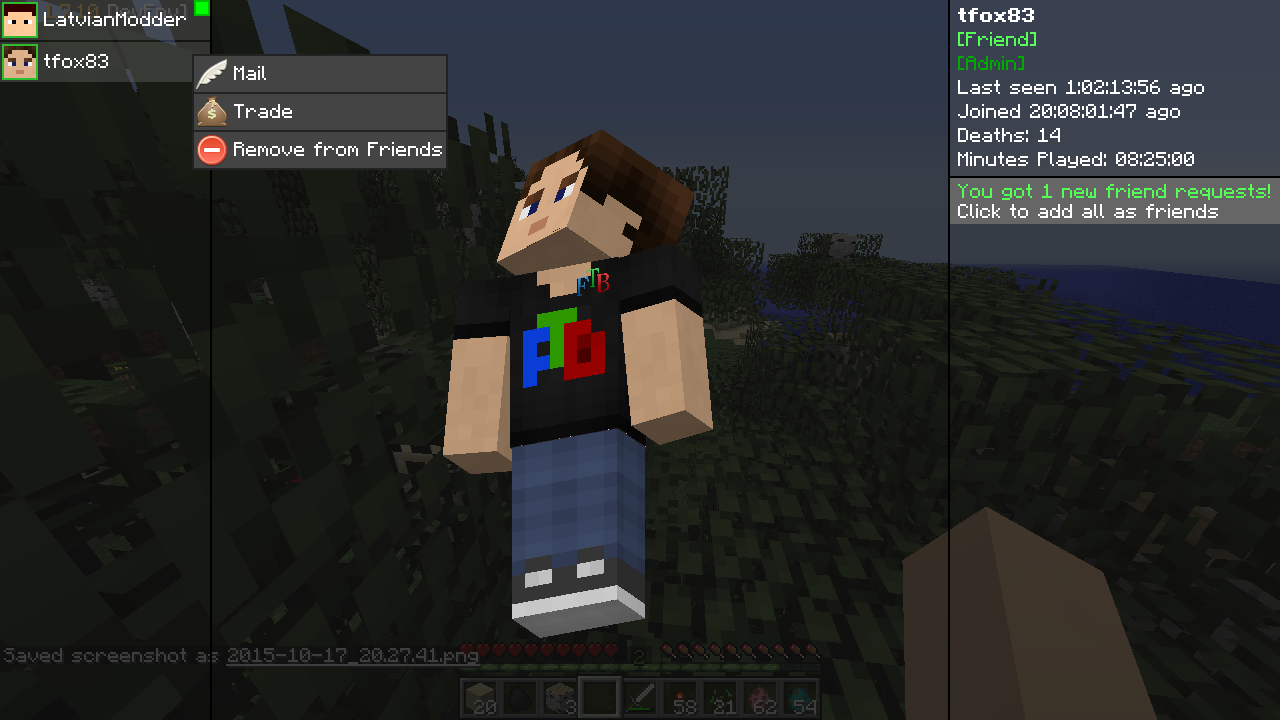 LatvianModder
tfox83
Mail
Trade
Remove from Friends
tfox83
[Friend]
[Admin]
Last seen 1:02:13:56 ago
Joined 20:08:01:47 ago
Deaths: 14
Minutes Played: 08:25:00
You got 1 new friend requests!
Click to add all as friends
FTB
FTB
Saved screenshot as 2015-10-17_20.27.41.png
2
20
3
58
21
62
54